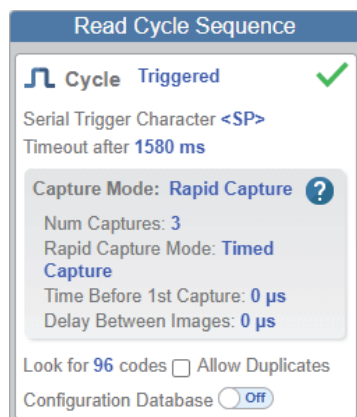 Read Cycle Sequence
Cycle Triggered
Serial Trigger Character <SP>
Timeout after 1580 ms
Capture Mode: Rapid Capture ?
Num Captures: 3
Rapid Capture Mode: Timed
Capture
Time Before 1st Capture: 0 µs
Delay Between Images: 0 µs
Look for 96 codes Allow Duplicates
Configuration Database Off